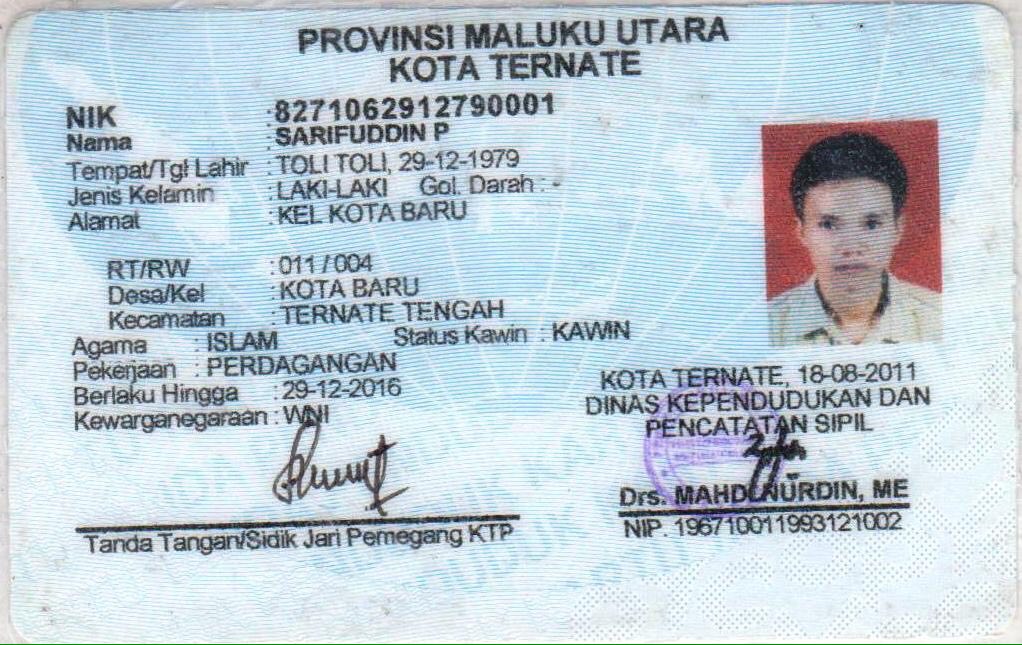 PROVINSI MALUKU UTARA
KOTA TERNATE
NIK : 8271062912790001
Nama : SARIFUDDIN P
Tempat/Tgl Lahir : TOLI TOLI, 29-12-1979
Jenis Kelamin : LAKI-LAKI Gol. Darah : -
Alamat : KEL KOTA BARU
RT/RW : 011 / 004
Desa/Kel : KOTA BARU
Kecamatan : TERNATE TENGAH
Agama : ISLAM Status Kawin : KAWIN
Pekerjaan : PERDAGANGAN
Berlaku Hingga : 29-12-2016
Kewarganegaraan : WNI
KOTA TERNATE, 18-08-2011
DINAS KEPENDUDUKAN DAN
PENCATATAN SIPIL
Drs. MAHDI NURDIN, ME
NIP. 196710011993121002
Tanda Tangan/Sidik Jari Pemegang KTP